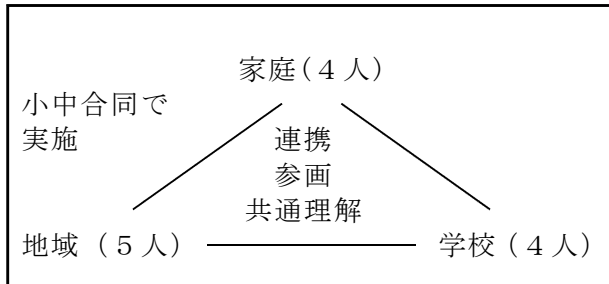 家庭(4人)
小中合同で
実施
連携
参画
共通理解
地域(5人)
学校(4人)